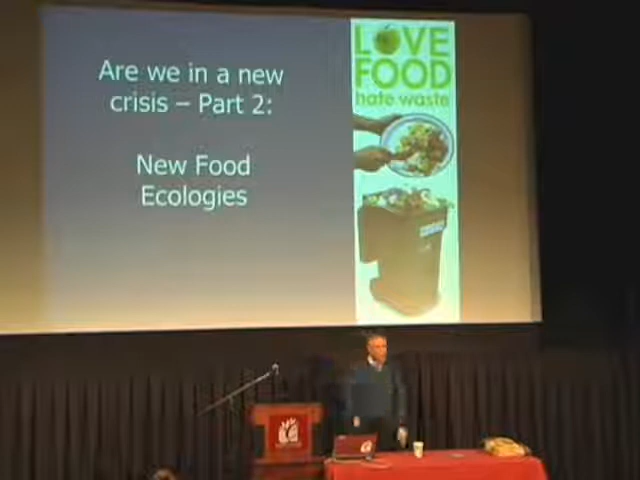 Are we in a new
crisis – Part 2:
New Food
Ecologies
LOVE
FOOD
hate waste